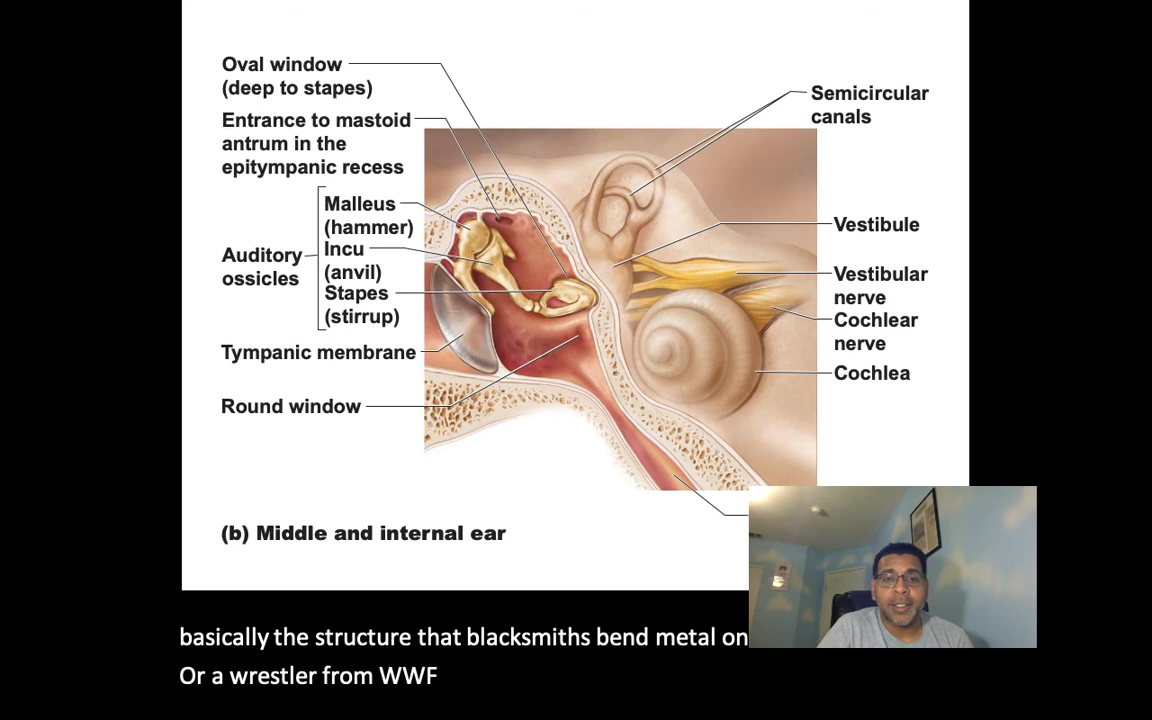 Oval window
(deep to stapes)
Entrance to mastoid
antrum in the
epitympanic recess
Malleus
(hammer)
Incu
(anvil)
Stapes
(stirrup)
Auditory
ossicles
Tympanic membrane
Round window
Semicircular
canals
Vestibule
Vestibular
nerve
Cochlear
nerve
Cochlea
(b) Middle and internal ear
basically the structure that blacksmiths bend metal on
Or a wrestler from WWF